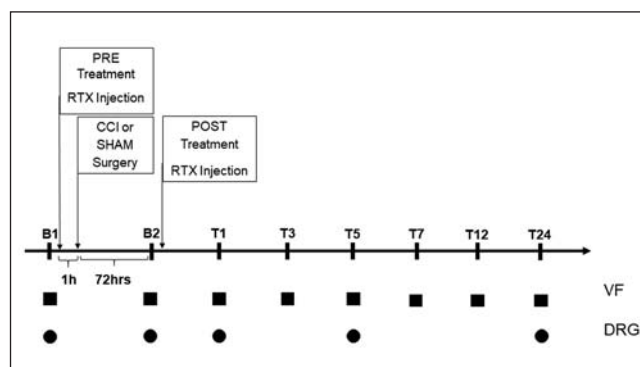 PRE
Treatment
RTX Injection
CCI or
SHAM
Surgery
POST
Treatment
RTX Injection
B1 B2 T1 T3 T5 T7 T12 T24
1h 72hrs
VF
DRG